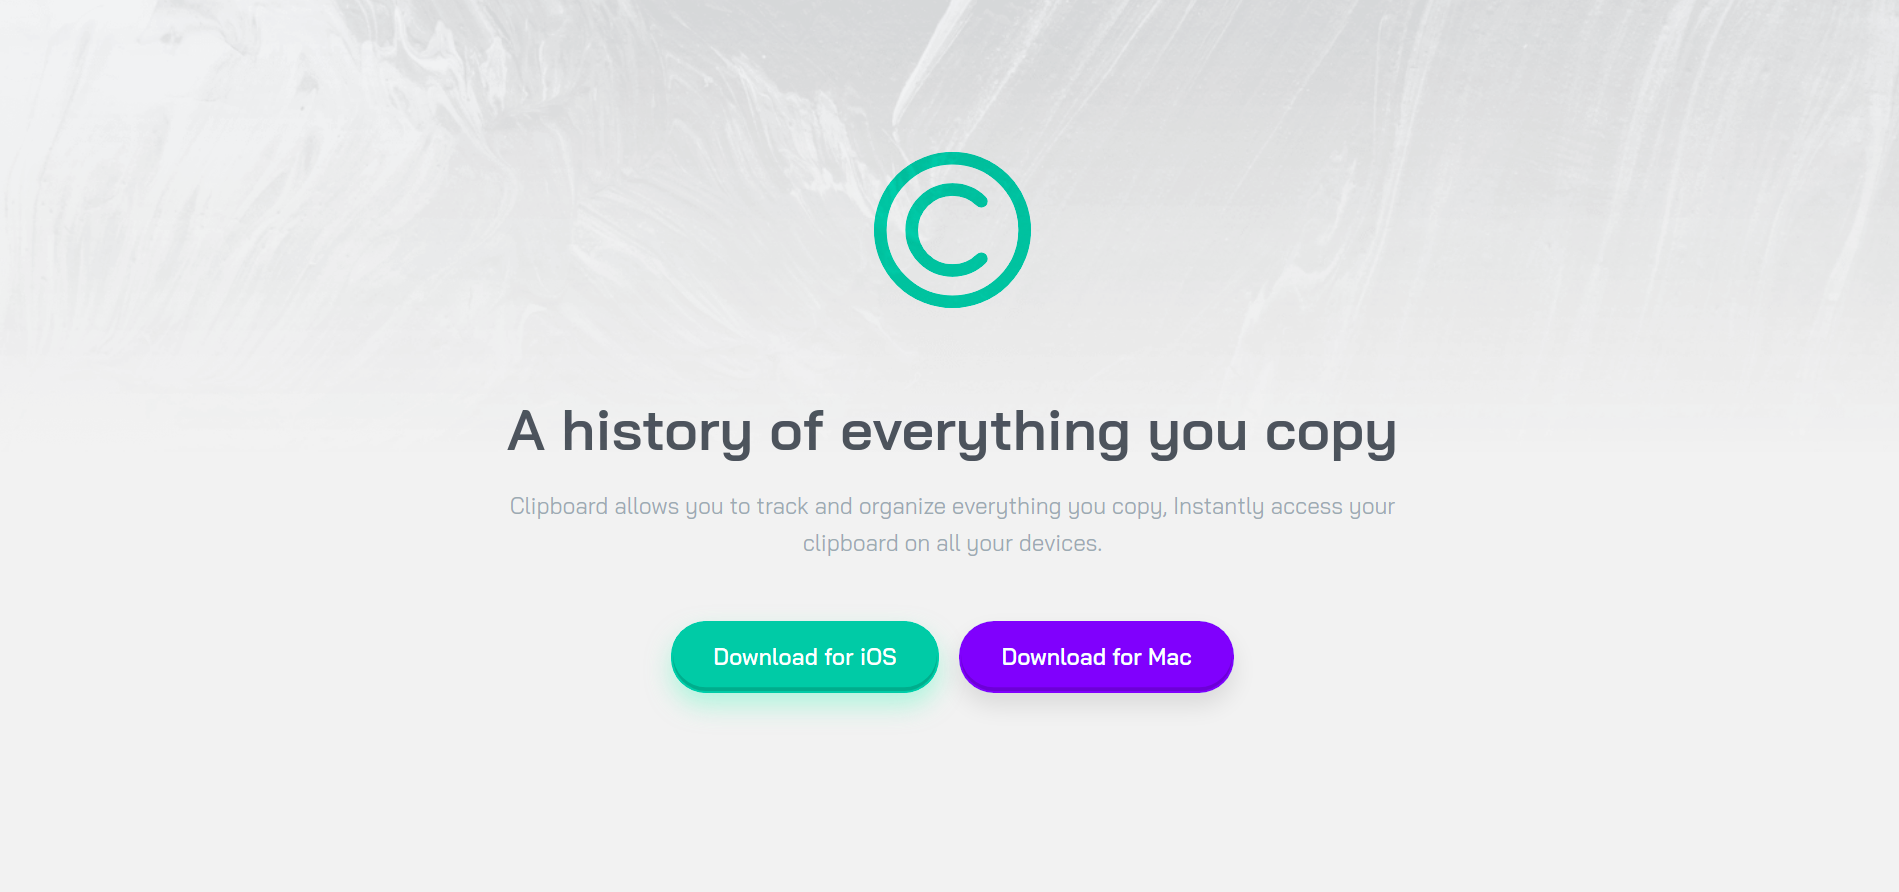 A history of everything you copy
Clipboard allows you to track and organize everything you copy, Instantly access your
clipboard on all your devices.
Download for iOS
Download for Mac